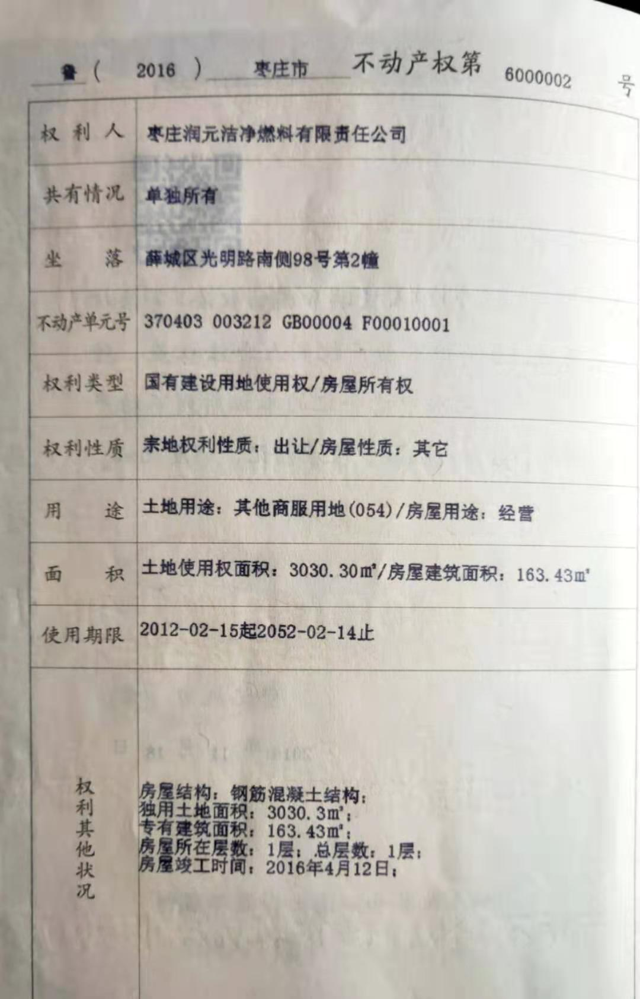 鲁 ( 2016 ) 枣庄市 不动产权第 6000002 号
权利人 枣庄润元洁净燃料有限责任公司
共有情况 单独所有
坐落 薛城区光明路南侧98号第2幢
不动产单元号 370403 003212 GB00004 F00010001
权利类型 国有建设用地使用权/房屋所有权
权利性质 宗地权利性质：出让/房屋性质：其它
用途 土地用途：其他商服用地(054)/房屋用途：经营
面积 土地使用权面积：3030.30㎡/房屋建筑面积：163.43㎡
使用期限 2012-02-15起2052-02-14止
权利其他状况
房屋结构：钢筋混凝土结构；
独用土地面积：3030.3㎡；
专有建筑面积：163.43㎡；
房屋所在层数：1层；总层数：1层；
房屋竣工时间：2016年4月12日；